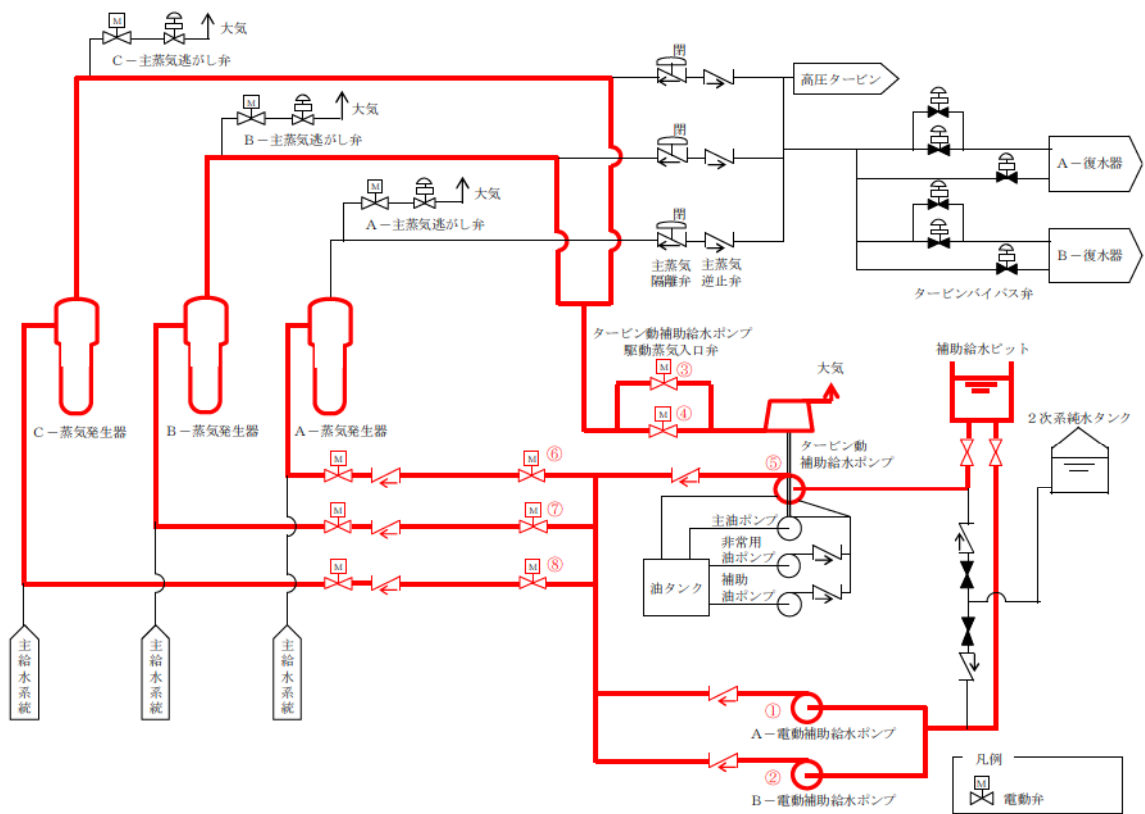 M
大気
C－主蒸気逃がし弁
M
大気
B－主蒸気逃がし弁
M
大気
A－主蒸気逃がし弁
閉
閉
閉
主蒸気
隔離弁
主蒸気
逆止弁
高圧タービン
A－復水器
B－復水器
タービンバイパス弁
タービン動補助給水ポンプ
駆動蒸気入口弁
M
③
M
④
大気
補助給水ピット
2次系純水タンク
C－蒸気発生器
B－蒸気発生器
A－蒸気発生器
タービン動
補助給水ポンプ
⑤
M
M
⑥
M
M
⑦
M
M
⑧
主油ポンプ
非常用
油ポンプ
補助
油ポンプ
油タンク
主給水系統
主給水系統
主給水系統
①
A－電動補助給水ポンプ
②
B－電動補助給水ポンプ
凡例
M
電動弁